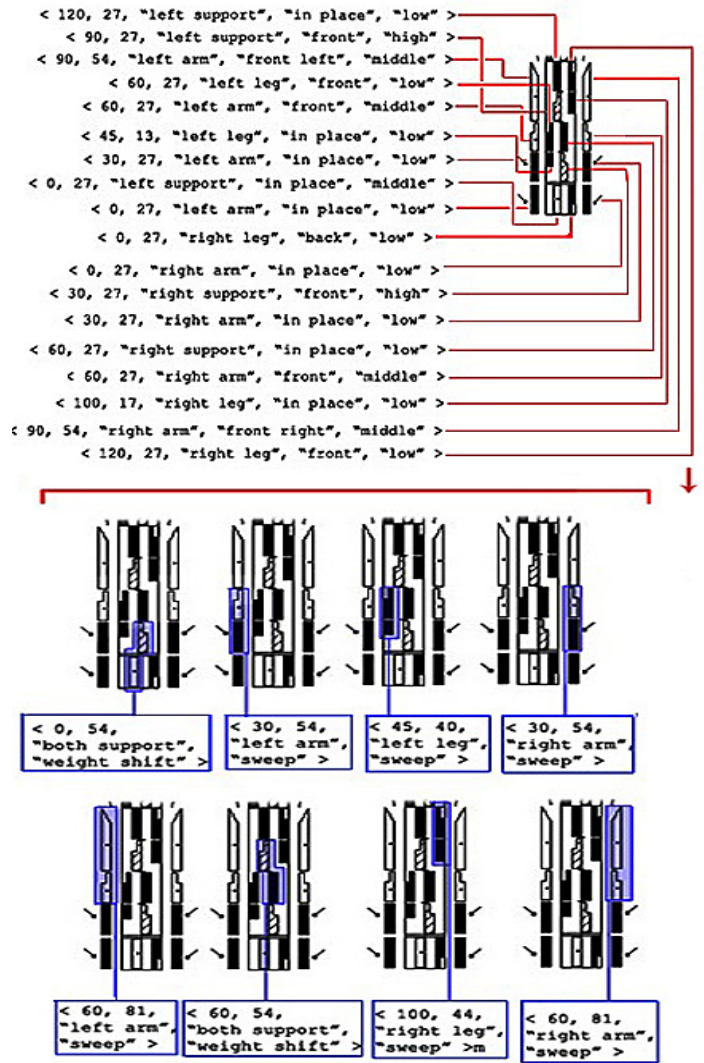 < 120, 27, "left support", "in place", "low" >
< 90, 27, "left support", "front", "high" >
< 90, 54, "left arm", "front left", "middle" >
< 60, 27, "left leg", "front", "low" >
< 60, 27, "left arm", "front", "middle" >
< 45, 13, "left leg", "in place", "low" >
< 30, 27, "left arm", "in place", "low" >
< 0, 27, "left support", "in place", "middle" >
< 0, 27, "left arm", "in place", "low" >
< 0, 27, "right leg", "back", "low" >
< 0, 27, "right arm", "in place", "low" >
< 30, 27, "right support", "front", "high" >
< 30, 27, "right arm", "in place", "low" >
< 60, 27, "right support", "in place", "low" >
< 60, 27, "right arm", "front", "middle" >
< 100, 17, "right leg", "in place", "low" >
< 90, 54, "right arm", "front right", "middle" >
< 120, 27, "right leg", "front", "low" >
< 0, 54,
"both support",
"weight shift" >
< 30, 54,
"left arm",
"sweep" >
< 45, 40,
"left leg",
"sweep" >
< 30, 54,
"right arm",
"sweep" >
< 60, 81,
"left arm",
"sweep" >
< 60, 54,
"both support",
"weight shift" >
< 100, 44,
"right leg",
"sweep" >m
< 60, 81,
"right arm",
"sweep" >